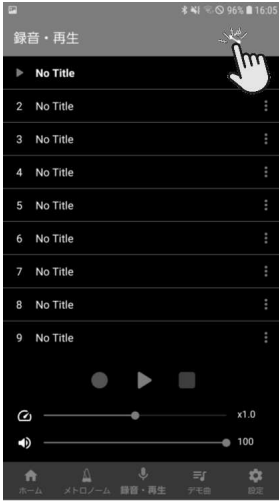 96% 16:05
録音・再生
No Title
2 No Title
3 No Title
4 No Title
5 No Title
6 No Title
7 No Title
8 No Title
9 No Title
x1.0
100
ホーム メトロノーム 録音・再生 デモ曲 設定